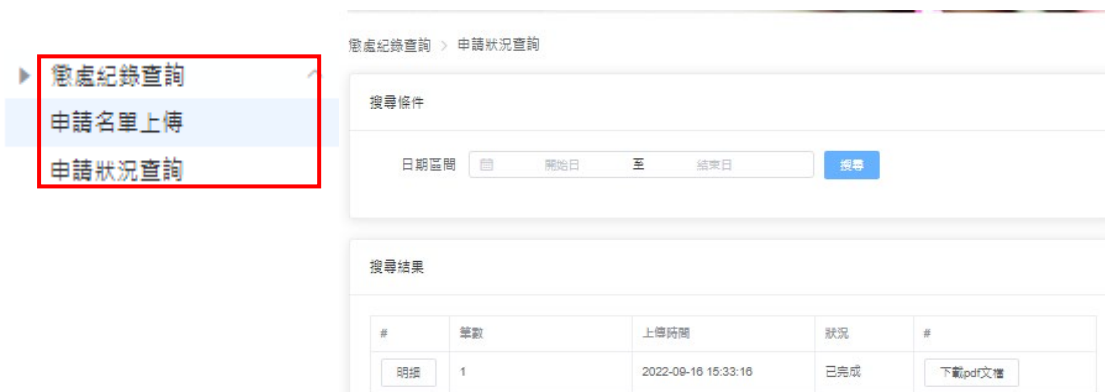 懲處紀錄查詢
申請名單上傳
申請狀況查詢
懲處紀錄查詢 > 申請狀況查詢
搜尋條件
日期區間 開始日 至 結束日 搜尋
搜尋結果
# 筆數 上傳時間 狀況 #
明細 1 2022-09-16 15:33:16 已完成 下載pdf文檔